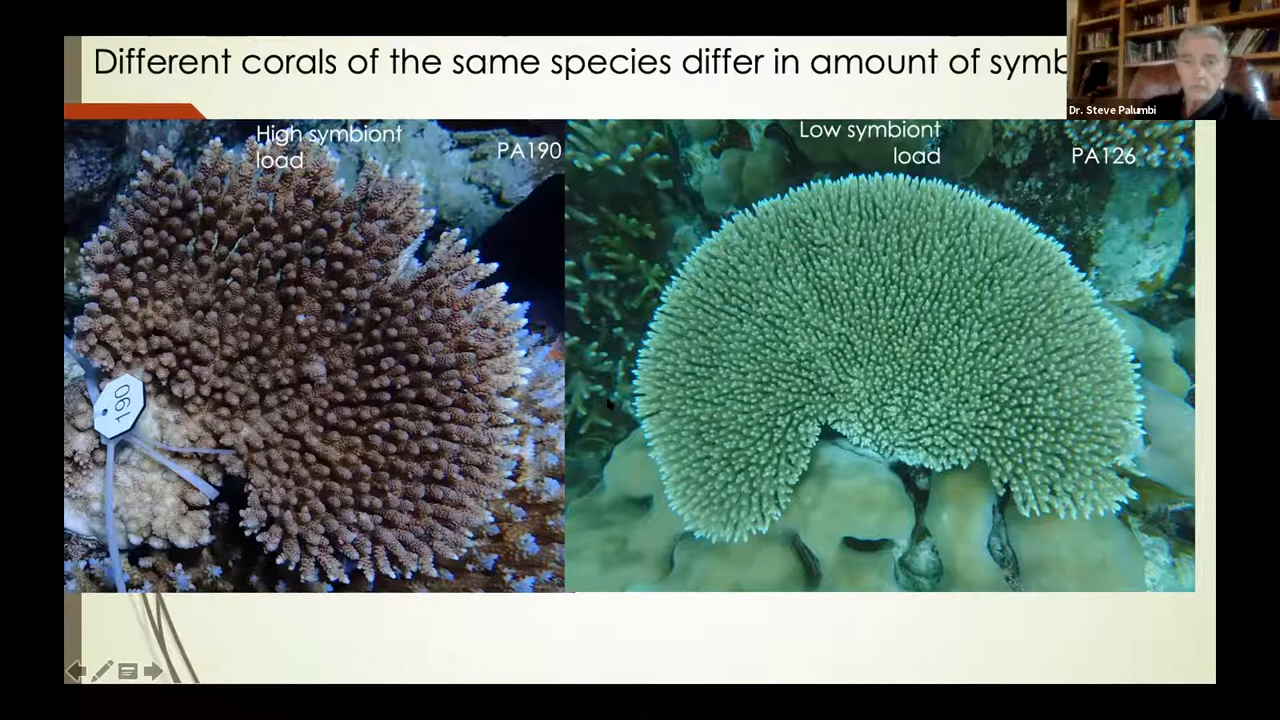 Different corals of the same species differ in amount of symb
Dr. Steve Palumbi
High symbiont
load
PA190
Low symbiont
load
PA126
190